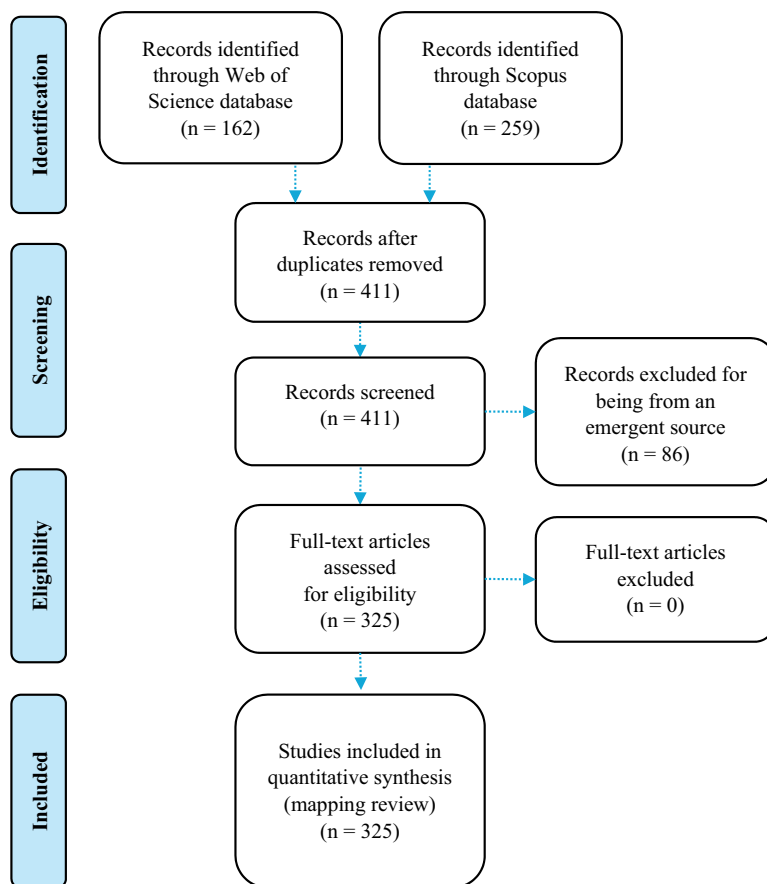 Identification
Records identified
through Web of
Science database
(n = 162)
Records identified
through Scopus
database
(n = 259)
Records after
duplicates removed
(n = 411)
Screening
Records screened
(n = 411)
Records excluded for
being from an
emergent source
(n = 86)
Eligibility
Full-text articles
assessed
for eligibility
(n = 325)
Full-text articles
excluded
(n = 0)
Included
Studies included in
quantitative synthesis
(mapping review)
(n = 325)